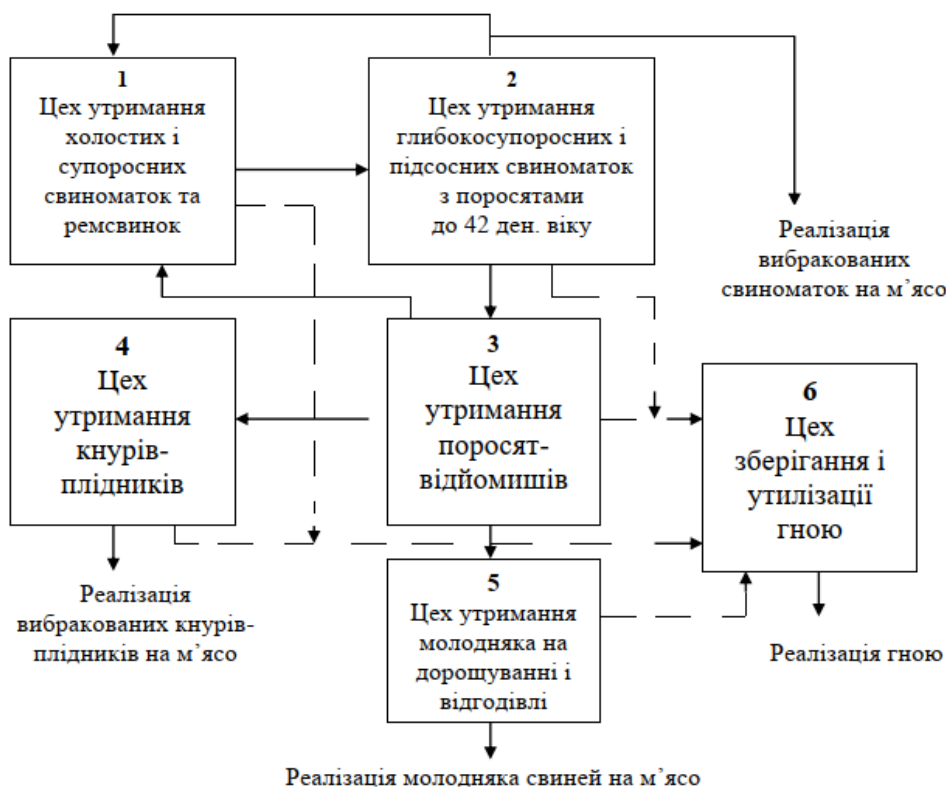 1
Цех утримання
холостих і
супоросних
свиноматок та
ремсвинок
2
Цех утримання
глибокосупоросних і
підсосних свиноматок
з поросятами
до 42 ден. віку
Реалізація
вибракованих
свиноматок на м’ясо
4
Цех
утримання
кнурів-
плідників
3
Цех
утримання
поросят-
відйомишів
6
Цех
зберігання і
утилізації
гною
Реалізація
вибракованих кнурів-
плідників на м’ясо
5
Цех утримання
молодняка на
дорощуванні і
відгодівлі
Реалізація гною
Реалізація молодняка свиней на м’ясо